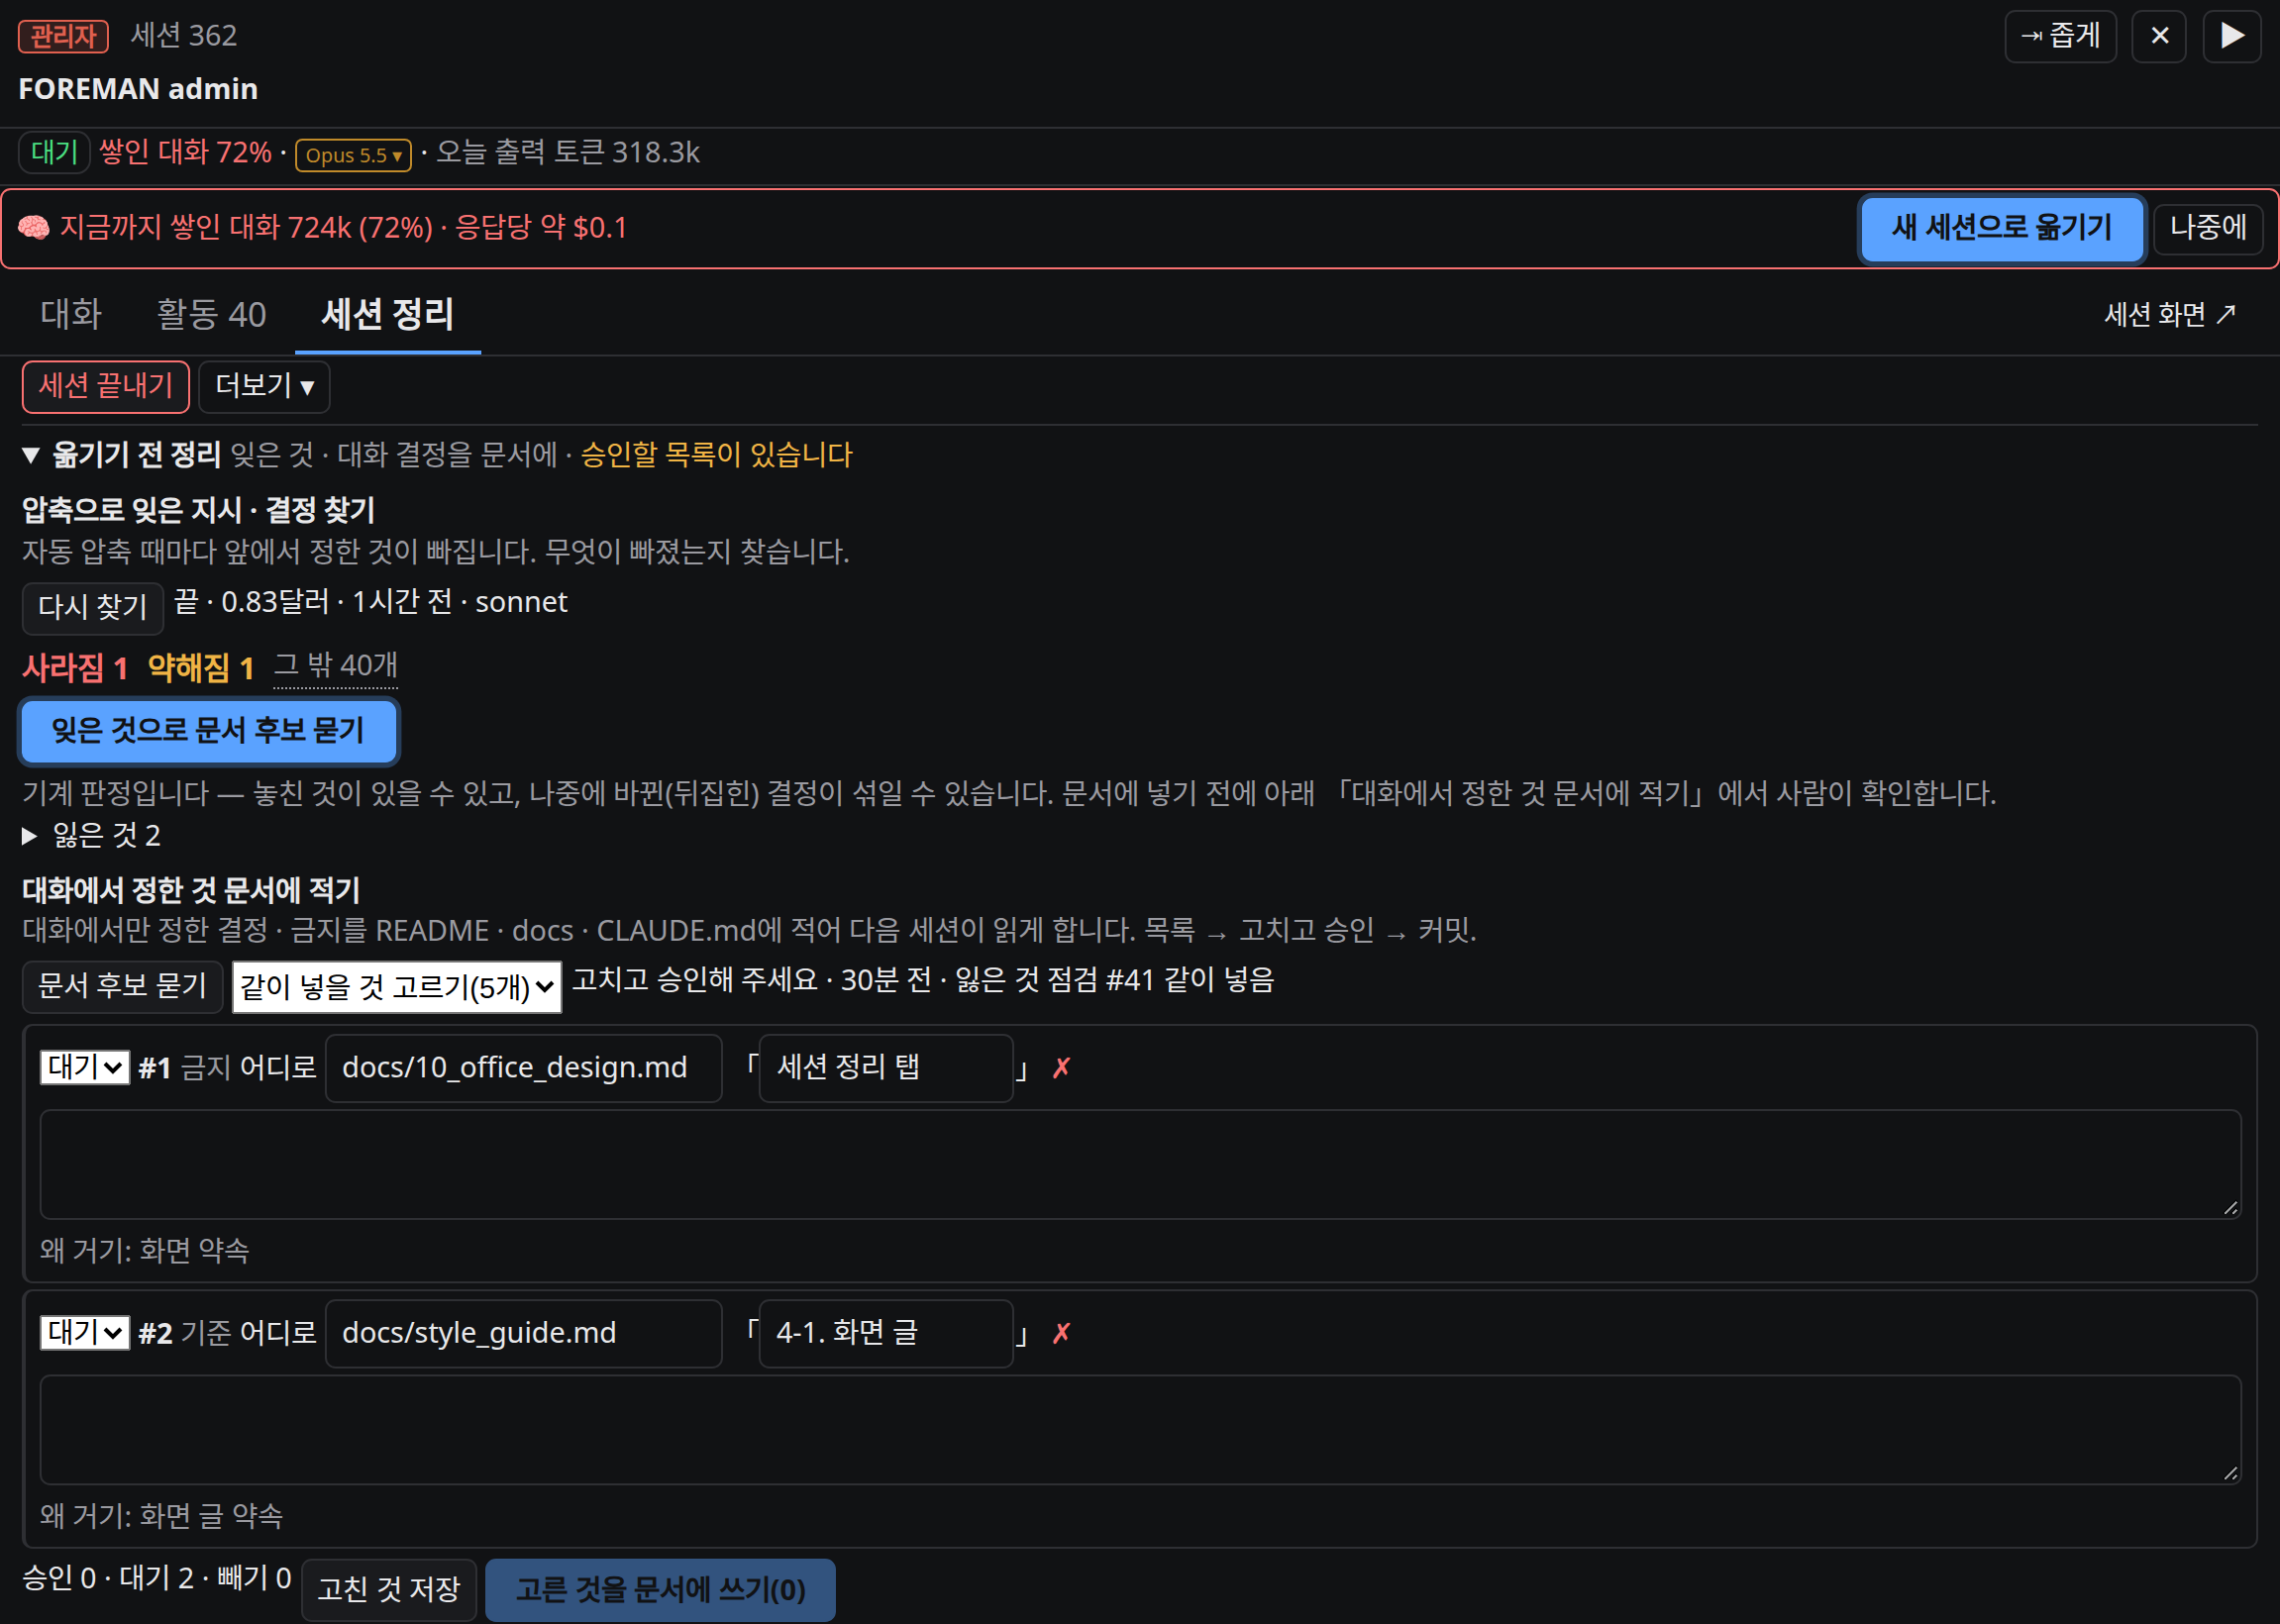 관리자 세션 362 ⇥ 좁게 ✕ ▶
FOREMAN admin
대기 쌓인 대화 72% · Opus 5.5 ▾ · 오늘 출력 토큰 318.3k
🧠 지금까지 쌓인 대화 724k (72%) · 응답당 약 $0.1 새 세션으로 옮기기 나중에
대화 활동 40 세션 정리 세션 화면 ↗
세션 끝내기 더보기 ▾
▼ 옮기기 전 정리 잊은 것 · 대화 결정을 문서에 · 승인할 목록이 있습니다
압축으로 잊은 지시 · 결정 찾기
자동 압축 때마다 앞에서 정한 것이 빠집니다. 무엇이 빠졌는지 찾습니다.
다시 찾기 끝 · 0.83달러 · 1시간 전 · sonnet
사라짐 1 약해짐 1 그 밖 40개
잊은 것으로 문서 후보 묻기
기계 판정입니다 — 놓친 것이 있을 수 있고, 나중에 바뀐(뒤집힌) 결정이 섞일 수 있습니다. 문서에 넣기 전에 아래 「대화에서 정한 것 문서에 적기」에서 사람이 확인합니다.
▶ 잃은 것 2
대화에서 정한 것 문서에 적기
대화에서만 정한 결정 · 금지를 README · docs · CLAUDE.md에 적어 다음 세션이 읽게 합니다. 목록 → 고치고 승인 → 커밋.
문서 후보 묻기 같이 넣을 것 고르기(5개) 고치고 승인해 주세요 · 30분 전 · 잃은 것 점검 #41 같이 넣음
대기 #1 금지 어디로 docs/10_office_design.md 「세션 정리 탭」 ✗
왜 거기: 화면 약속
대기 #2 기준 어디로 docs/style_guide.md 「4-1. 화면 글」 ✗
왜 거기: 화면 글 약속
승인 0 · 대기 2 · 빼기 0 고친 것 저장 고른 것을 문서에 쓰기(0)